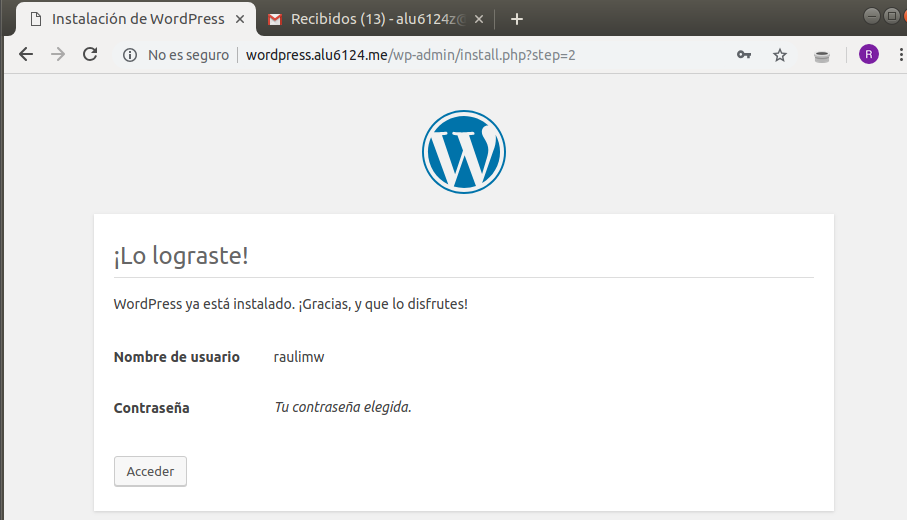 Instalación de WordPress
Recibidos (13) - alu6124z@
No es seguro
wordpress.alu6124.me/wp-admin/install.php?step=2
R
W
¡Lo lograste!
WordPress ya está instalado. ¡Gracias, y que lo disfrutes!
Nombre de usuario raulimw
Contraseña Tu contraseña elegida.
Acceder